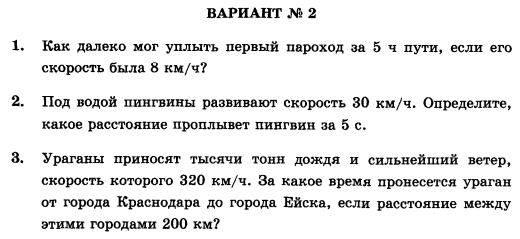 ВАРИАНТ № 2
1. Как далеко мог уплыть первый пароход за 5 ч пути, если его
скорость была 8 км/ч?
2. Под водой пингвины развивают скорость 30 км/ч. Определите,
какое расстояние проплывет пингвин за 5 с.
3. Ураганы приносят тысячи тонн дождя и сильнейший ветер,
скорость которого 320 км/ч. За какое время пронесется ураган
от города Краснодара до города Ейска, если расстояние между
этими городами 200 км?